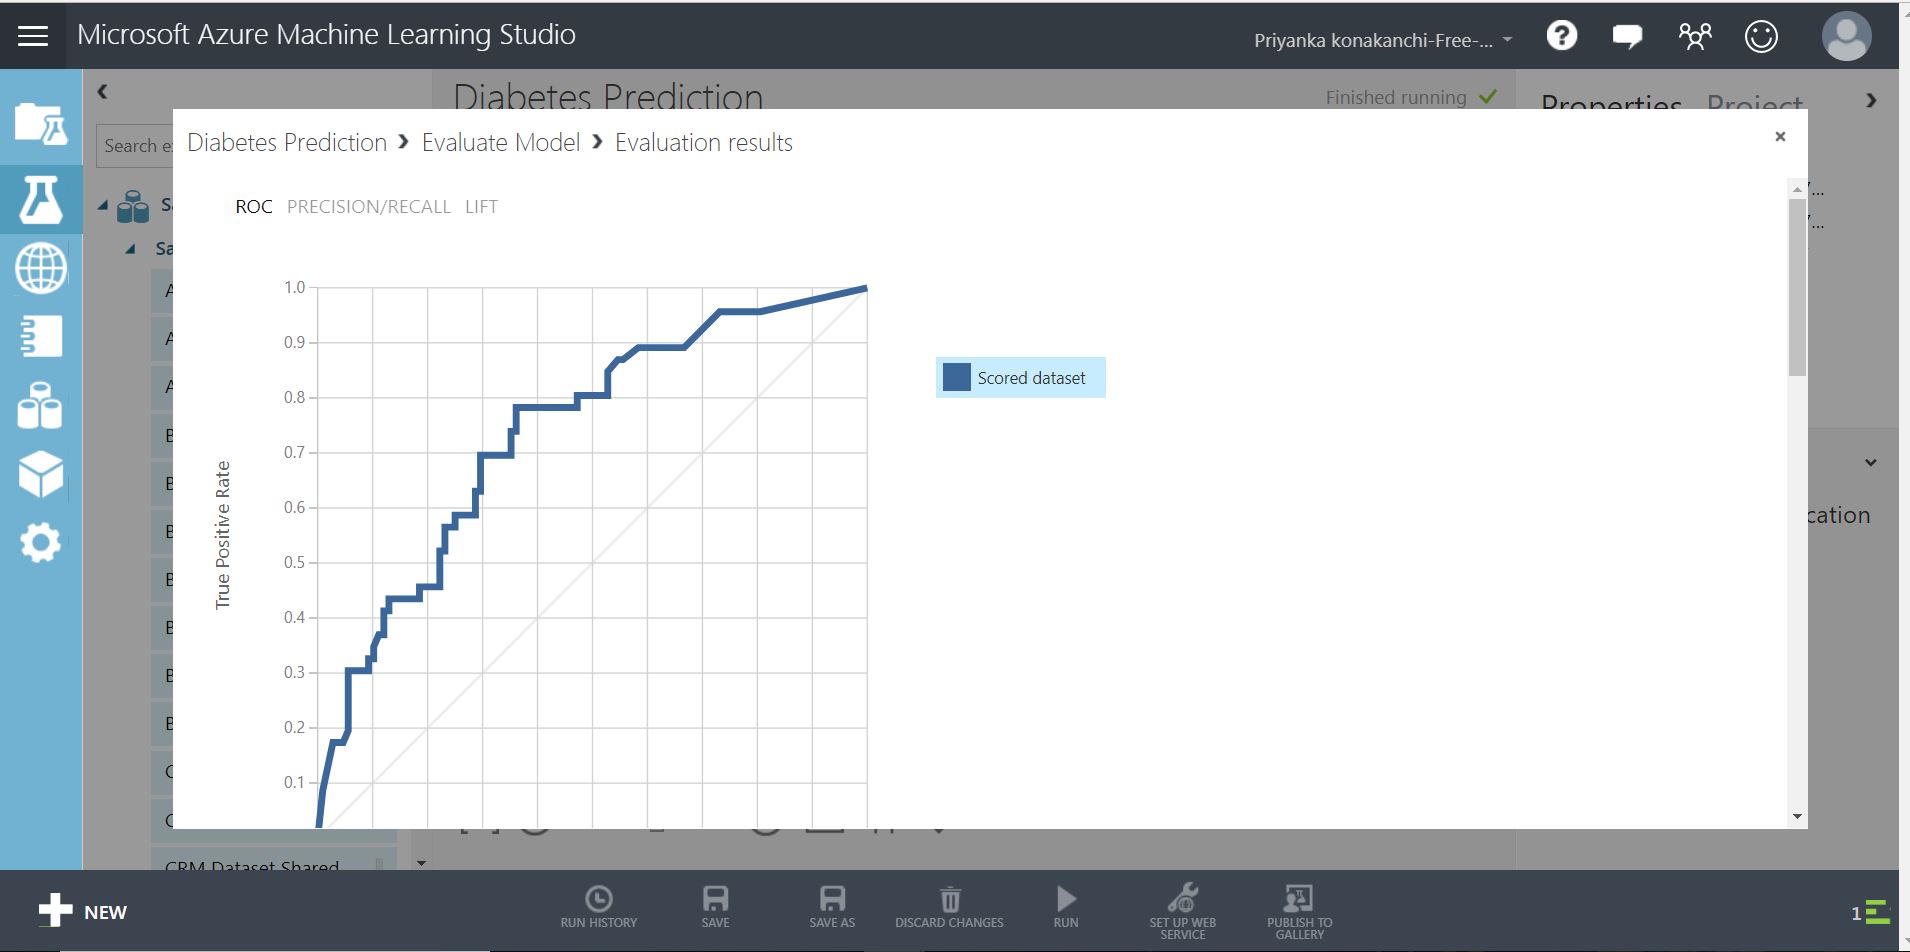 Microsoft Azure Machine Learning Studio
Priyanka konakanchi-Free-...
Diabetes Prediction
Finished running
Properties Project
Search e
Diabetes Prediction > Evaluate Model > Evaluation results
ROC PRECISION/RECALL LIFT
Sa
A
A
A
B
B
B
B
B
B
B
C
C
CRM Dataset Shared
1.0
0.9
0.8
0.7
0.6
0.5
0.4
0.3
0.2
0.1
True Positive Rate
Scored dataset
cation
NEW
RUN HISTORY
SAVE
SAVE AS
DISCARD CHANGES
RUN
SET UP WEB
SERVICE
PUBLISH TO
GALLERY
1